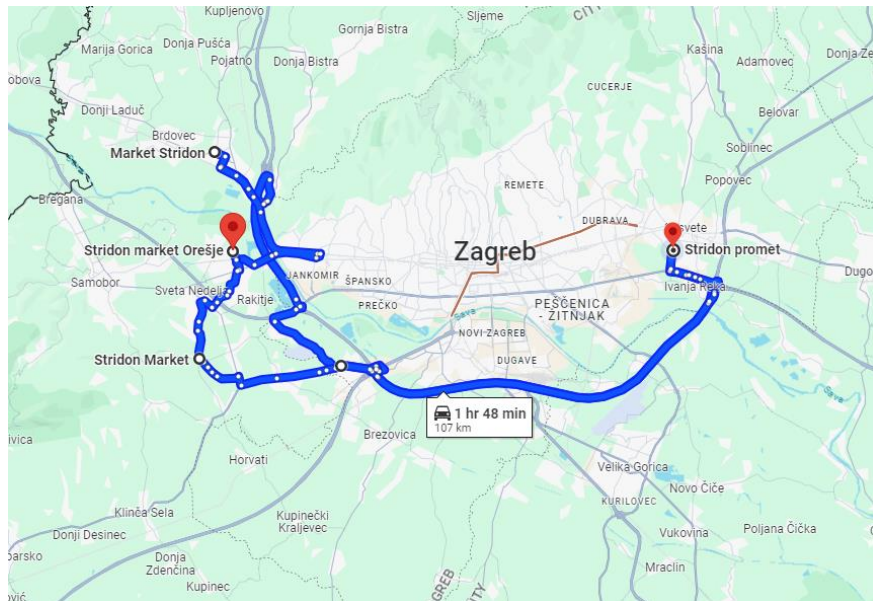 Kupljenovo
Sljeme
Gornja Bistra
Kašina
Donja Pušća
Marija Gorica
Pojatno
Donja Bistra
Adamovec
CUCERJE
Donji Laduč
Belovar
Brdovec
Market Stridon
Soblinec
REMETE
Popovec
Bregana
DUBRAVA
Stridon market Orešje
Zagreb
Stridon promet
JANKOMIR
ŠPANSKO
Samobor
Sveta Nedelja
Rakitje
Ivanja Reka
PREČKO
PEŠČENICA
- ŽITNJAK
Sava
NOVI ZAGREB
Stridon Market
DUGAVE
1 hr 48 min
107 km
Brezovica
Horvati
Velika Gorica
Novo Čiče
KURILOVEC
Klinča Sela
Kupinečki
Kraljevec
Donji Desinec
Vukovina
Poljana Čička
Donja
Zdenčina
Kupinec
Mraclin